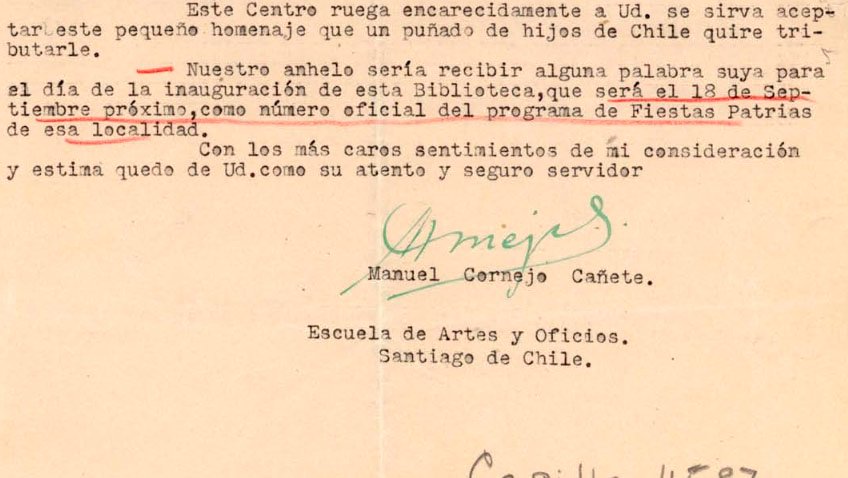 Este Centro ruega encarecidamente a Ud. se sirva acep-
tar este pequeño homenaje que un puñado de hijos de Chile quire tri-
butarle.
Nuestro anhelo sería recibir alguna palabra suya para
el día de la inauguración de esta Biblioteca,que será el 18 de Sep-
tiembre próximo,como número oficial del programa de Fiestas Patrias
de esa localidad.
Con los más caros sentimientos de mi consideración
y estima quedo de Ud.como su atento y seguro servidor
Manuel Cornejo Cañete.
Escuela de Artes y Oficios.
Santiago de Chile.